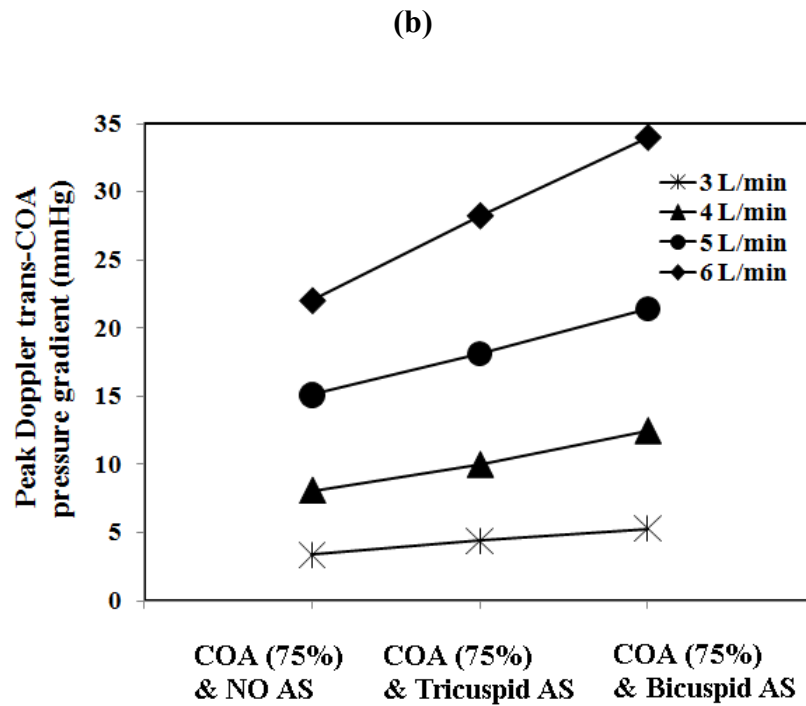 (b)
Peak Doppler trans-COA
pressure gradient (mmHg)
35
30
25
20
15
10
5
0
3 L/min
4 L/min
5 L/min
6 L/min
COA (75%)
& NO AS
COA (75%)
& Tricuspid AS
COA (75%)
& Bicuspid AS